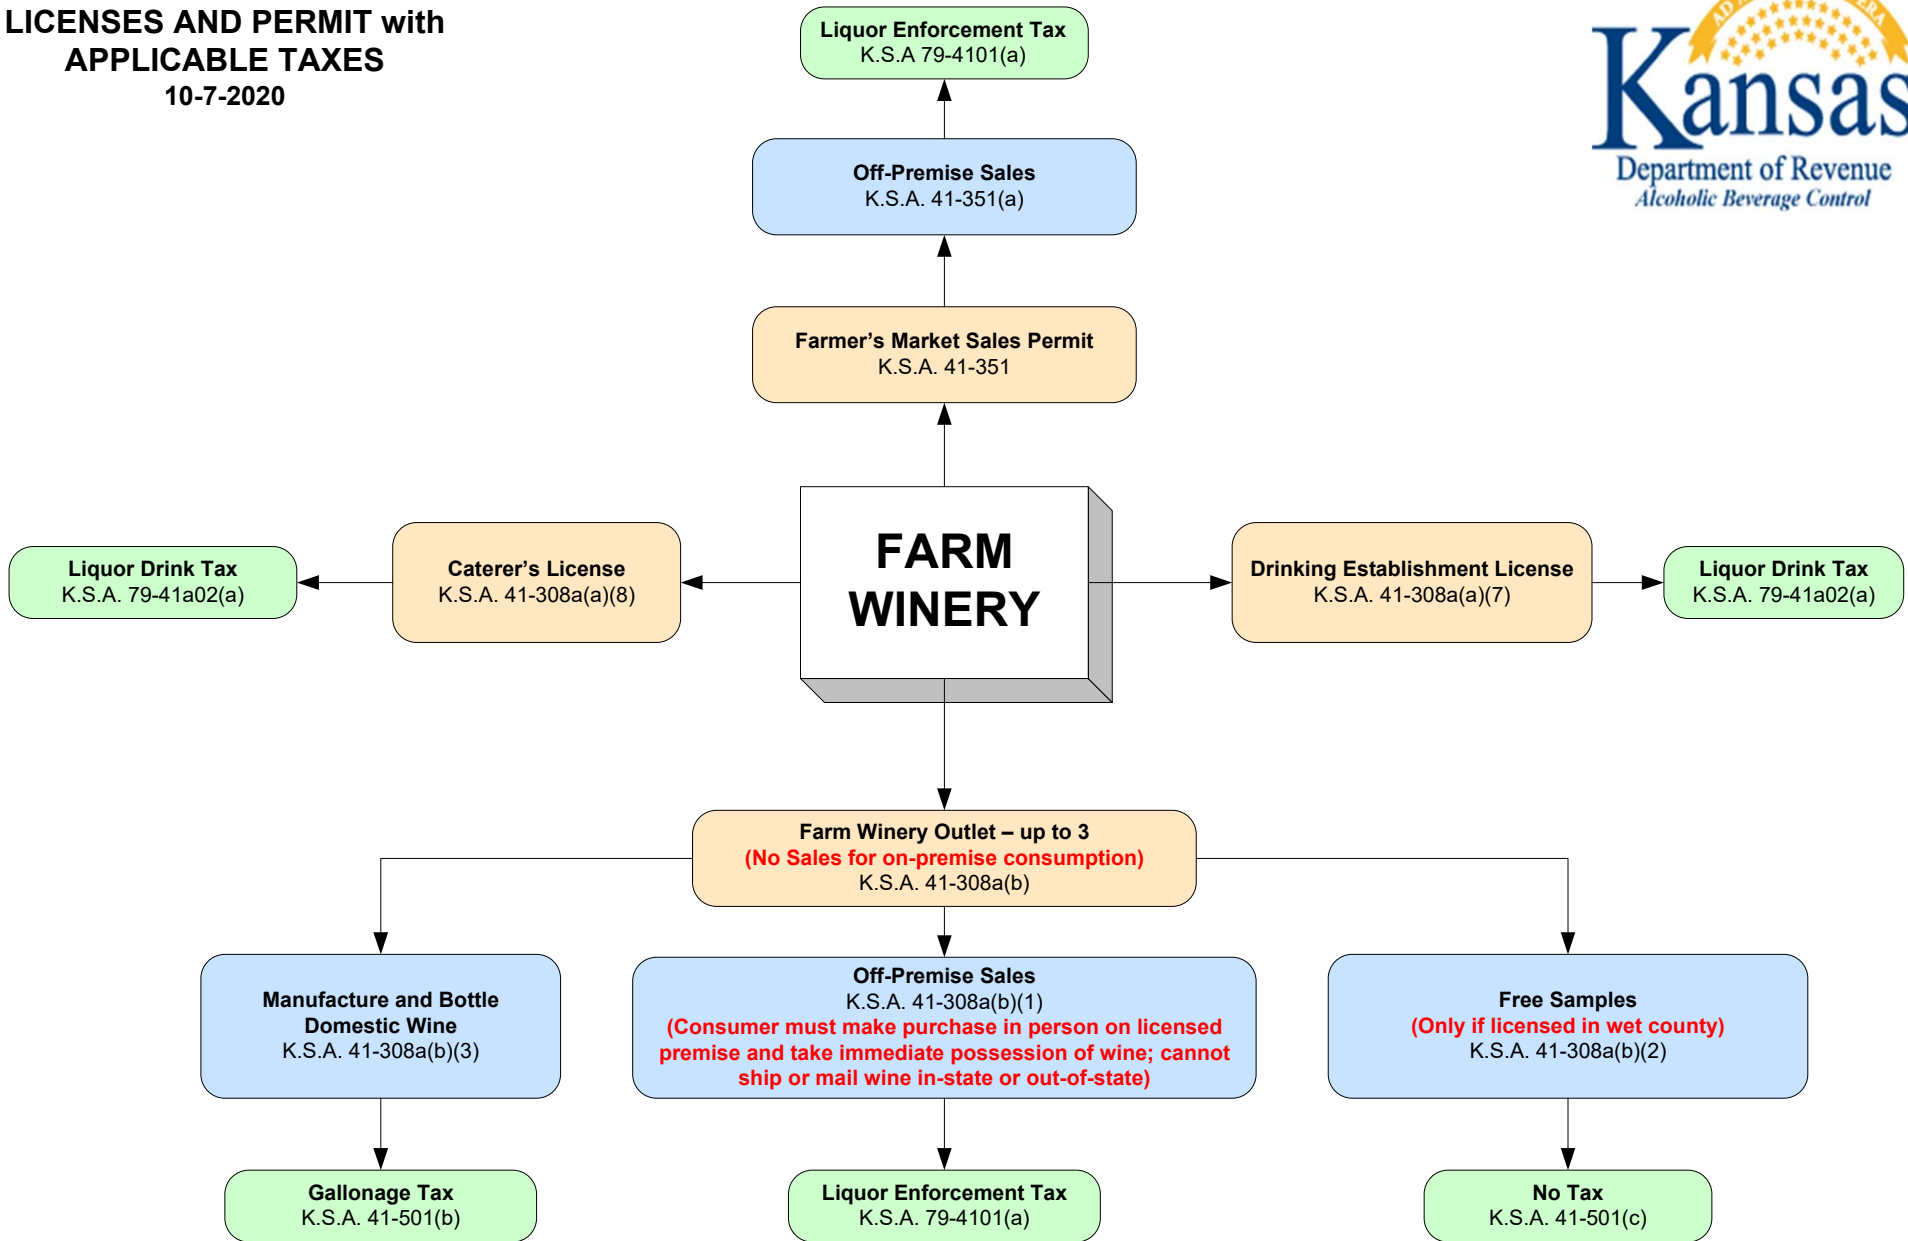 LICENSES AND PERMIT with
APPLICABLE TAXES
10-7-2020
Kansas
Department of Revenue
Alcoholic Beverage Control
Liquor Enforcement Tax
K.S.A 79-4101(a)
Off-Premise Sales
K.S.A. 41-351(a)
Farmer’s Market Sales Permit
K.S.A. 41-351
Liquor Drink Tax
K.S.A. 79-41a02(a)
Caterer’s License
K.S.A. 41-308a(a)(8)
FARM
WINERY
Drinking Establishment License
K.S.A. 41-308a(a)(7)
Liquor Drink Tax
K.S.A. 79-41a02(a)
Farm Winery Outlet – up to 3
(No Sales for on-premise consumption)
K.S.A. 41-308a(b)
Manufacture and Bottle
Domestic Wine
K.S.A. 41-308a(b)(3)
Off-Premise Sales
K.S.A. 41-308a(b)(1)
(Consumer must make purchase in person on licensed
premise and take immediate possession of wine; cannot
ship or mail wine in-state or out-of-state)
Free Samples
(Only if licensed in wet county)
K.S.A. 41-308a(b)(2)
Gallonage Tax
K.S.A. 41-501(b)
Liquor Enforcement Tax
K.S.A. 79-4101(a)
No Tax
K.S.A. 41-501(c)